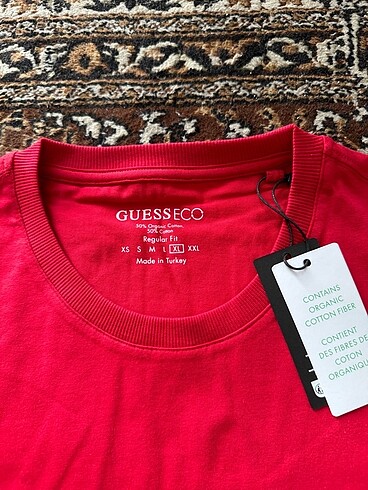 GUESSECO
50% Organic Cotton,
50% Cotton
Regular Fit
XS S M L XL XXL
Made in Turkey
CONTAINS
ORGANIC
COTTON FIBER
CONTIENT
DES FIBRES DE
COTON
ORGANIQUE